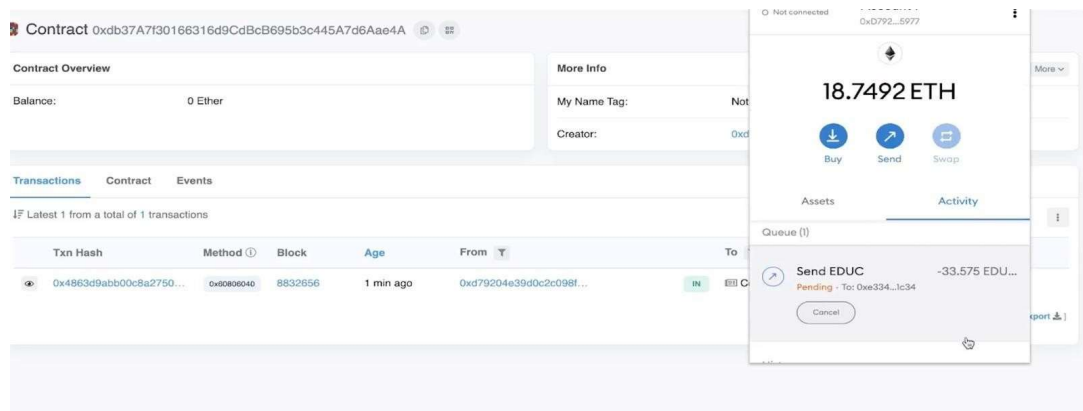 Contract 0xdb37A7f30166316d9CdBcB695b3c445A7d6Aae4A
Contract Overview
Balance: 0 Ether
More Info
More
My Name Tag: Not
Creator: 0xd
Transactions Contract Events
Latest 1 from a total of 1 transactions
Txn Hash Method Block Age From To
0x4863d9abb00c8a2750... 0x60806040 8832656 1 min ago 0xd79204e39d0c2c098f... IN C
xport ]
Not connected
0xD792...5977
18.7492 ETH
Buy Send Swap
Assets Activity
Queue (1)
Send EDUC -33.575 EDU...
Pending · To: 0xe334...1c34
Cancel